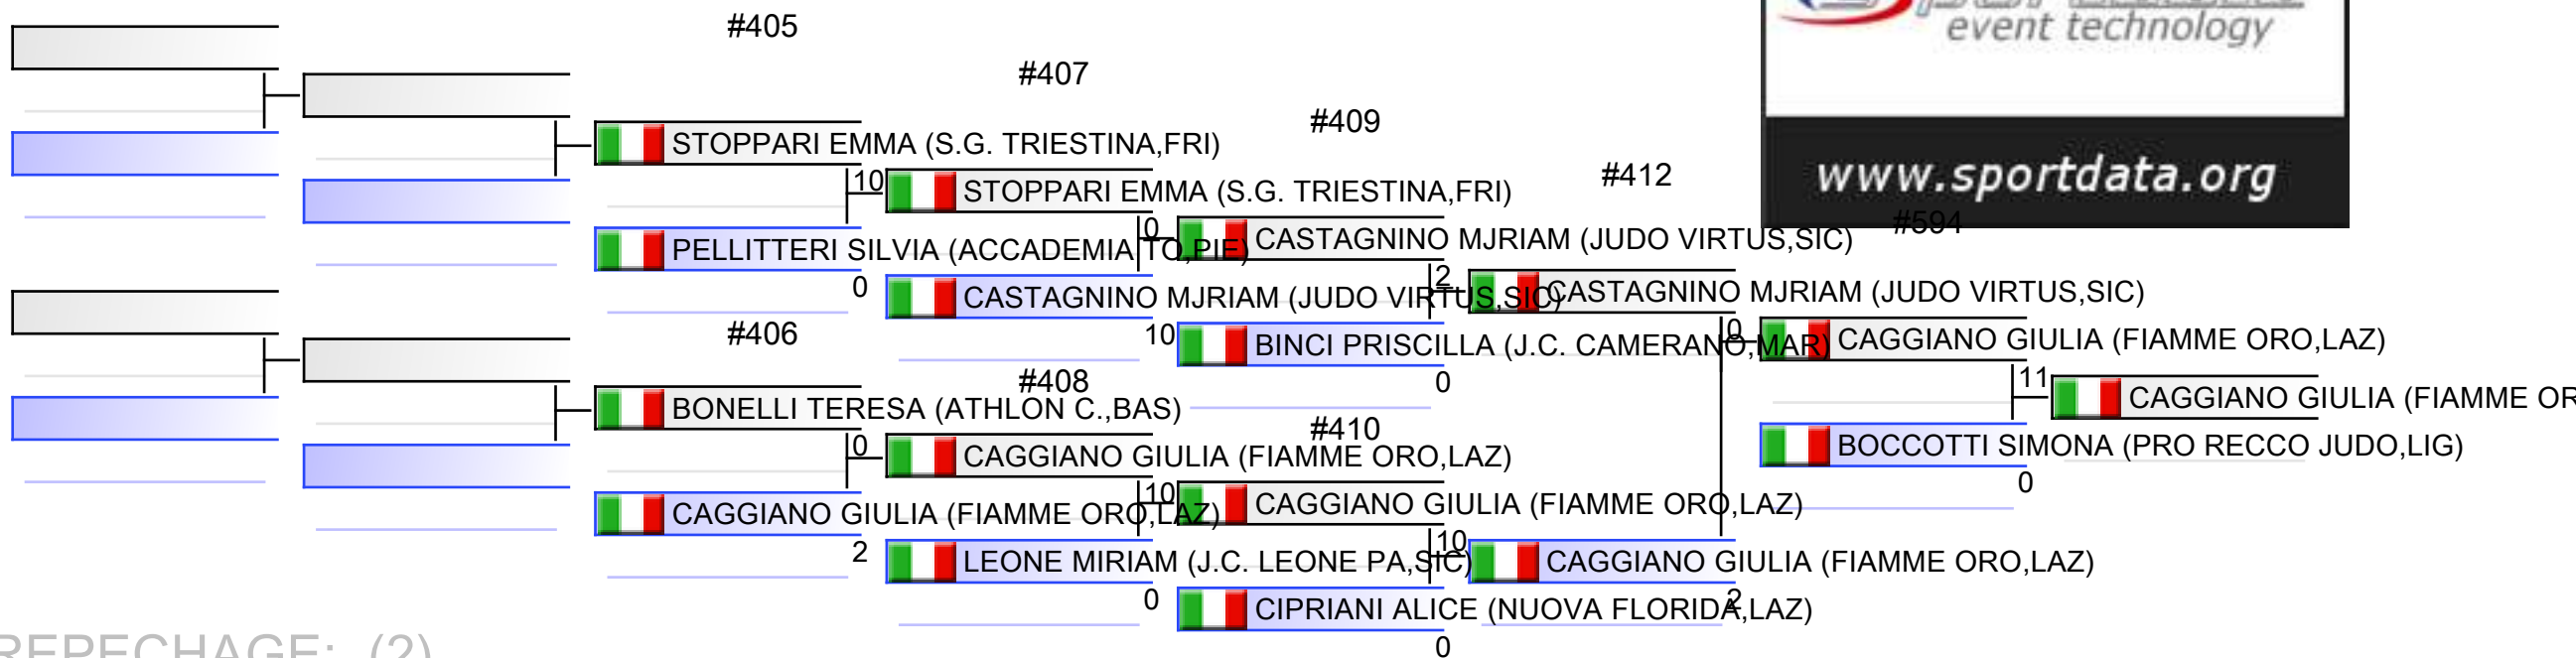 event technology
www.sportdata.org
#405
#407
#409
#412
#594
STOPPARI EMMA (S.G. TRIESTINA,FRI)
10
STOPPARI EMMA (S.G. TRIESTINA,FRI)
PELLITTERI SILVIA (ACCADEMIA TO,PIE)
0
0
CASTAGNINO MJRIAM (JUDO VIRTUS,SIC)
CASTAGNINO MJRIAM (JUDO VIRTUS,SIC)
10
2
CASTAGNINO MJRIAM (JUDO VIRTUS,SIC)
BINCI PRISCILLA (J.C. CAMERANO,MAR)
0
0
CAGGIANO GIULIA (FIAMME ORO,LAZ)
11
CAGGIANO GIULIA (FIAMME OR
BOCCOTTI SIMONA (PRO RECCO JUDO,LIG)
0
#406
#408
#410
BONELLI TERESA (ATHLON C.,BAS)
0
CAGGIANO GIULIA (FIAMME ORO,LAZ)
CAGGIANO GIULIA (FIAMME ORO,LAZ)
2
10
CAGGIANO GIULIA (FIAMME ORO,LAZ)
LEONE MIRIAM (J.C. LEONE PA,SIC)
0
10
CAGGIANO GIULIA (FIAMME ORO,LAZ)
2
CIPRIANI ALICE (NUOVA FLORIDA,LAZ)
0
REPECHAGE: (2)